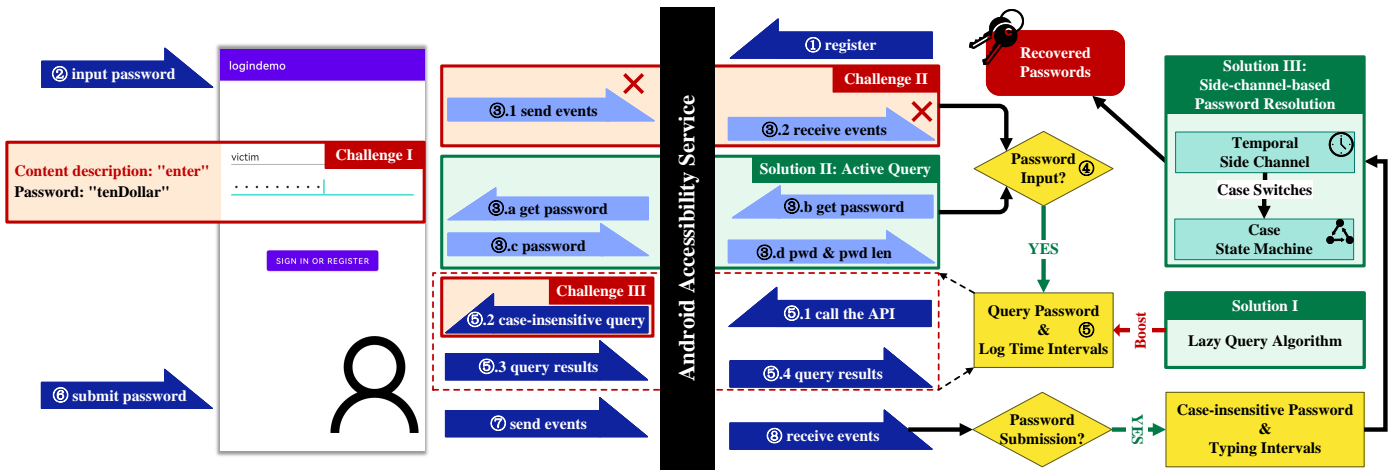 ② input password
logindemo
Content description: "enter"
Password: "tenDollar"
Challenge I
victim
SIGN IN OR REGISTER
⑥ submit password
③.1 send events
③.a get password
③.c password
Challenge III
⑤.2 case-insensitive query
⑤.3 query results
⑦ send events
Android Accessibility Service
① register
Challenge II
③.2 receive events
Solution II: Active Query
③.b get password
③.d pwd & pwd len
⑤.1 call the API
⑤.4 query results
⑧ receive events
Recovered
Passwords
Password
Input?
④
YES
Query Password
&
Log Time Intervals
⑤
Boost
Password
Submission?
YES
Solution III:
Side-channel-based
Password Resolution
Temporal
Side Channel
Case Switches
Case
State Machine
Solution I
Lazy Query Algorithm
Case-insensitive Password
&
Typing Intervals